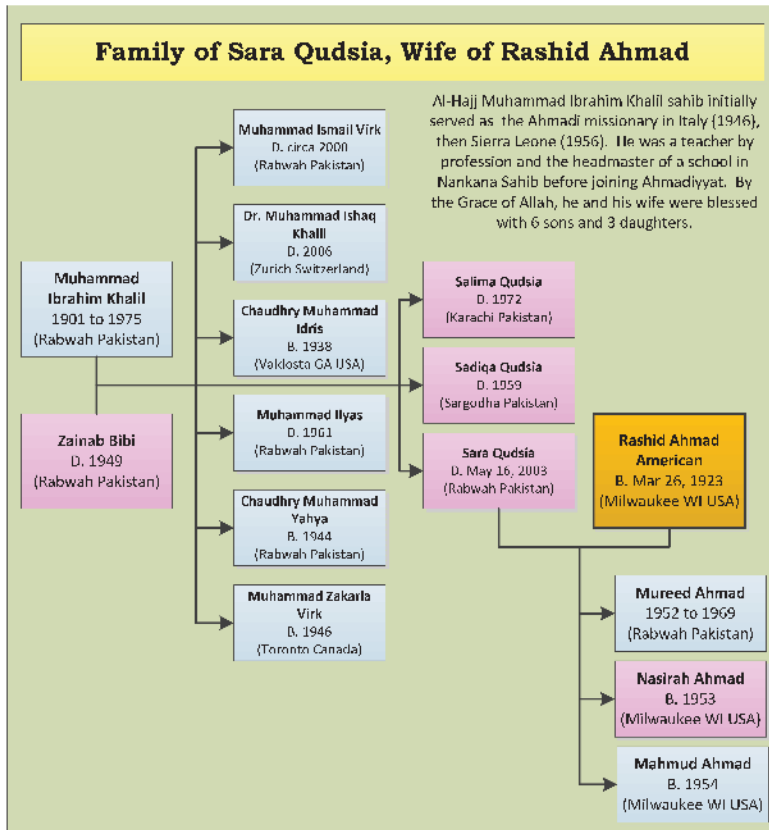 Family of Sara Qudsia, Wife of Rashid Ahmad
Al-Hajj Muhammad Ibrahim Khalil sahib initially
served as the Ahmadi missionary in Italy (1946),
then Sierra Leone (1956). He was a teacher by
profession and the headmaster of a school in
Nankana Sahib before joining Ahmadiyyat. By
the Grace of Allah, he and his wife were blessed
with 6 sons and 3 daughters.
Muhammad
Ibrahim Khalil
1901 to 1975
(Rabwah Pakistan)
Zainab Bibi
D. 1949
(Rabwah Pakistan)
Muhammad Ismail Virk
D. circa 2000
(Rabwah Pakistan)
Dr. Muhammad Ishaq
Khalil
D. 2006
(Zurich Switzerland)
Chaudhry Muhammad
Idris
B. 1938
(Valdosta GA USA)
Muhammad Ilyas
D. 1961
(Rabwah Pakistan)
Chaudhry Muhammad
Yahya
B. 1944
(Rabwah Pakistan)
Muhammad Zakaria
Virk
B. 1946
(Toronto Canada)
Salima Qudsia
D. 1972
(Karachi Pakistan)
Sadiqa Qudsia
D. 1959
(Sargodha Pakistan)
Sara Qudsia
D. May 16, 2003
(Rabwah Pakistan)
Rashid Ahmad
American
B. Mar 26, 1923
(Milwaukee WI USA)
Mureed Ahmad
1952 to 1969
(Rabwah Pakistan)
Nasirah Ahmad
B. 1953
(Milwaukee WI USA)
Mahmud Ahmad
B. 1954
(Milwaukee WI USA)